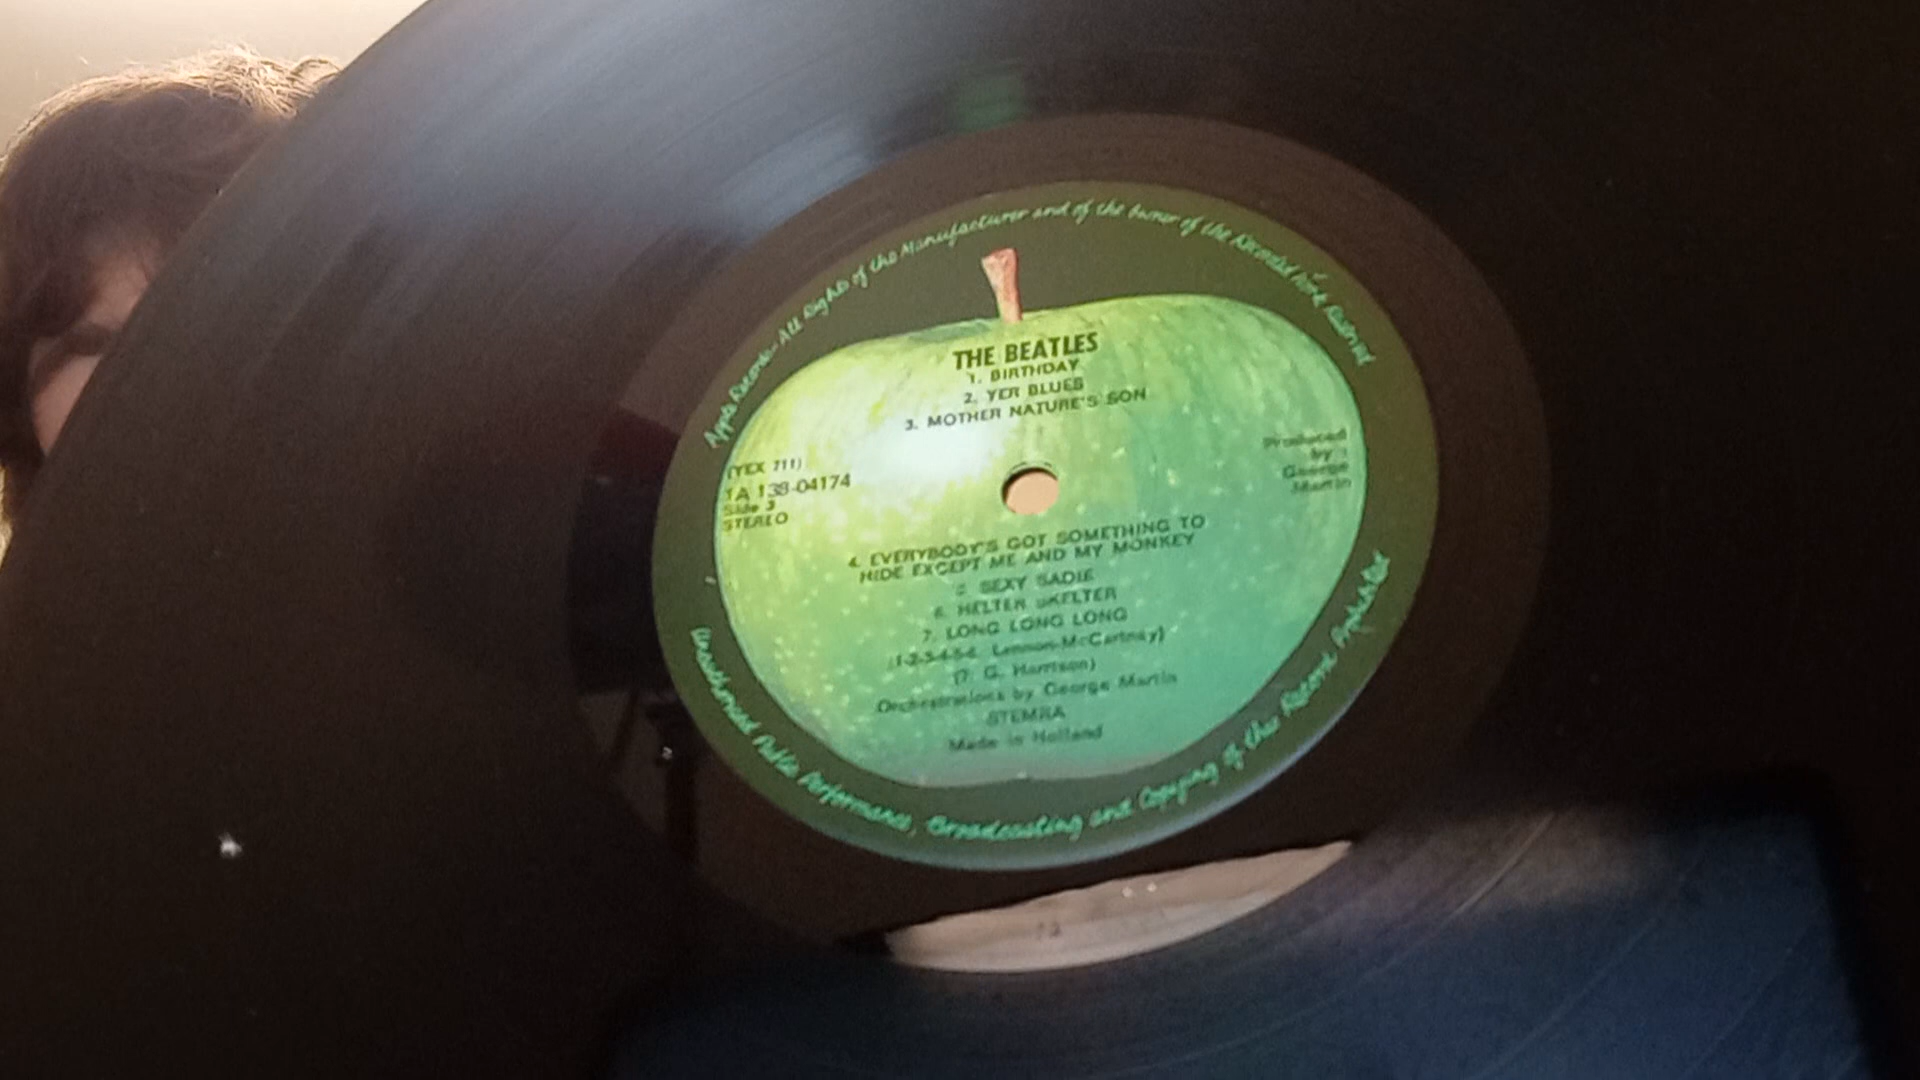 Apple Records – All Rights of the Manufacturer and of the Owner of the Recorded Work Reserved
THE BEATLES
1. BIRTHDAY
2. YER BLUES
3. MOTHER NATURE'S SON
(YEX 711)
1A 138-04174
Side 3
STEREO
Produced
by
George
Martin
4. EVERYBODY'S GOT SOMETHING TO
HIDE EXCEPT ME AND MY MONKEY
5. SEXY SADIE
6. HELTER SKELTER
7. LONG LONG LONG
(1-2-3-4-5-6. Lennon-McCartney)
(7. G. Harrison)
Orchestrations by George Martin
STEMRA
Made in Holland
Unauthorised Public Performance, Broadcasting and Copying of this Record Prohibited